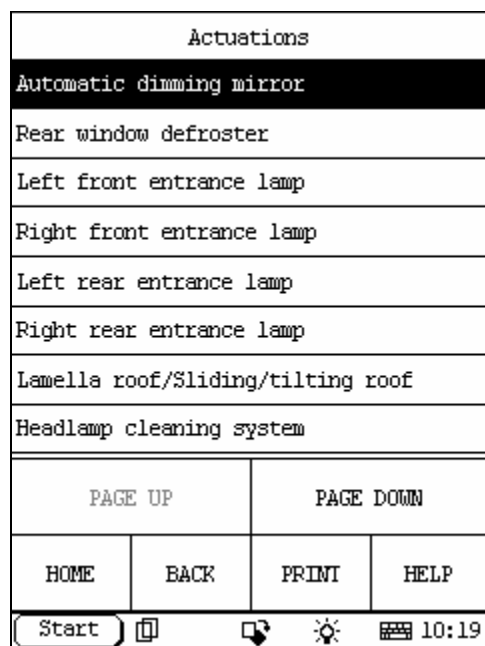 Actuations
Automatic dimming mirror
Rear window defroster
Left front entrance lamp
Right front entrance lamp
Left rear entrance lamp
Right rear entrance lamp
Lamella roof/Sliding/tilting roof
Headlamp cleaning system
PAGE UP PAGE DOWN
HOME BACK PRINT HELP
Start 10:19